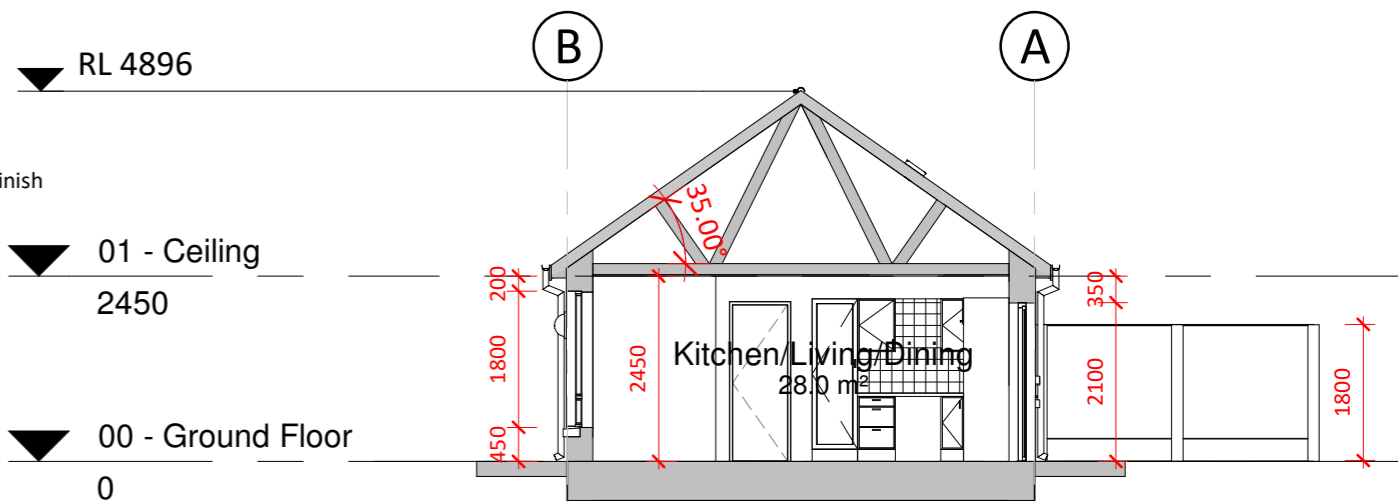 B
A
RL 4896
inish
35.00°
01 - Ceiling
2450
200
350
1800
2450
Kitchen/Living/Dining
28.0 m²
2100
1800
00 - Ground Floor
450
0